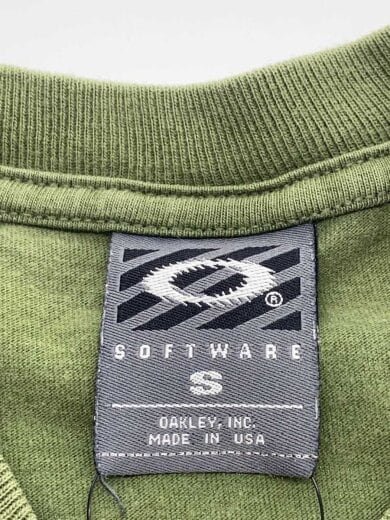 ®
SOFTWARE
S
OAKLEY, INC.
MADE IN USA